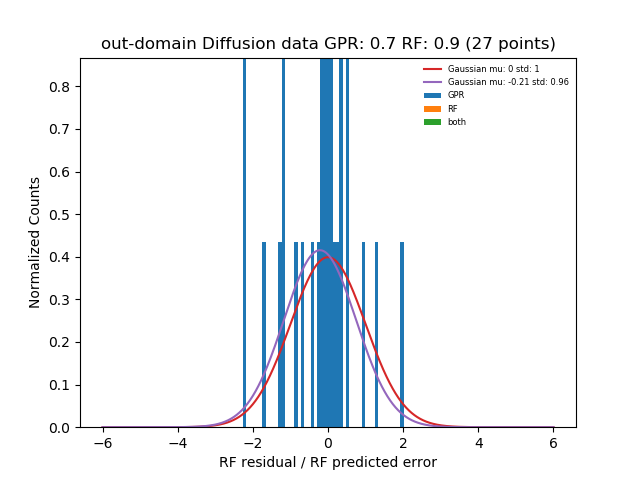 out-domain Diffusion data GPR: 0.7 RF: 0.9 (27 points)
Gaussian mu: 0 std: 1
Gaussian mu: -0.21 std: 0.96
GPR
RF
both
Normalized Counts
0.8
0.7
0.6
0.5
0.4
0.3
0.2
0.1
0.0
−6 −4 −2 0 2 4 6
RF residual / RF predicted error